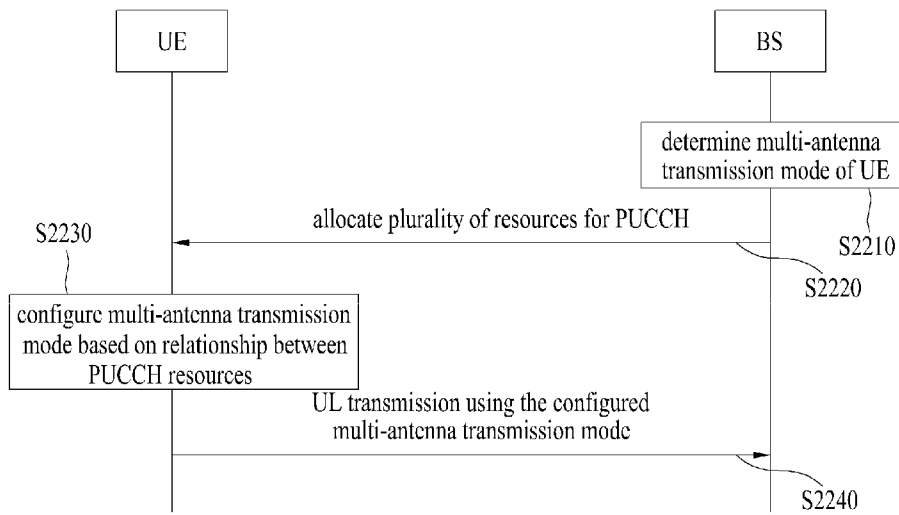 UE
BS
determine multi-antenna
transmission mode of UE
allocate plurality of resources for PUCCH
S2230
S2210
S2220
configure multi-antenna transmission
mode based on relationship between
PUCCH resources
UL transmission using the configured
multi-antenna transmission mode
S2240